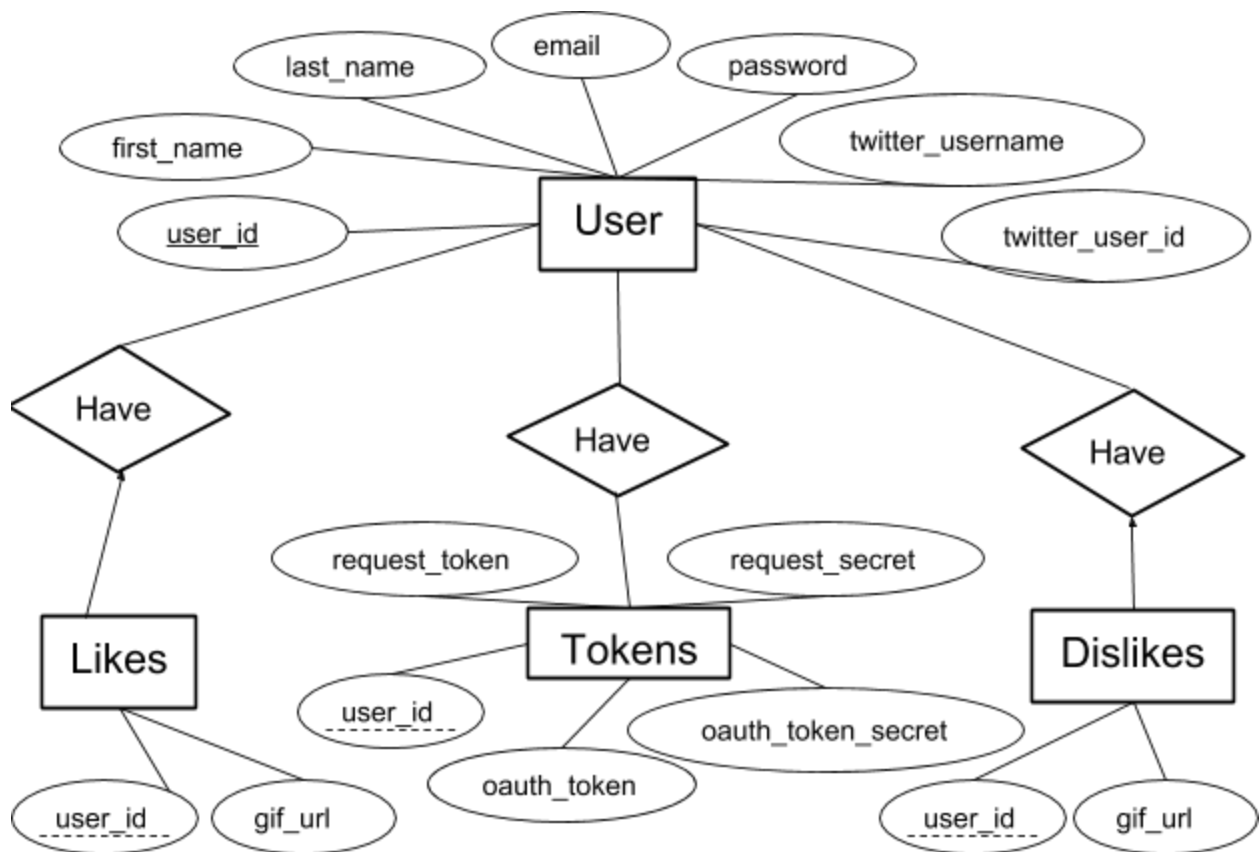 email
last_name
password
first_name
twitter_username
User
user_id
twitter_user_id
Have
Have
Have
request_token
request_secret
Likes
Tokens
Dislikes
user_id
oauth_token_secret
oauth_token
user_id
gif_url
user_id
gif_url